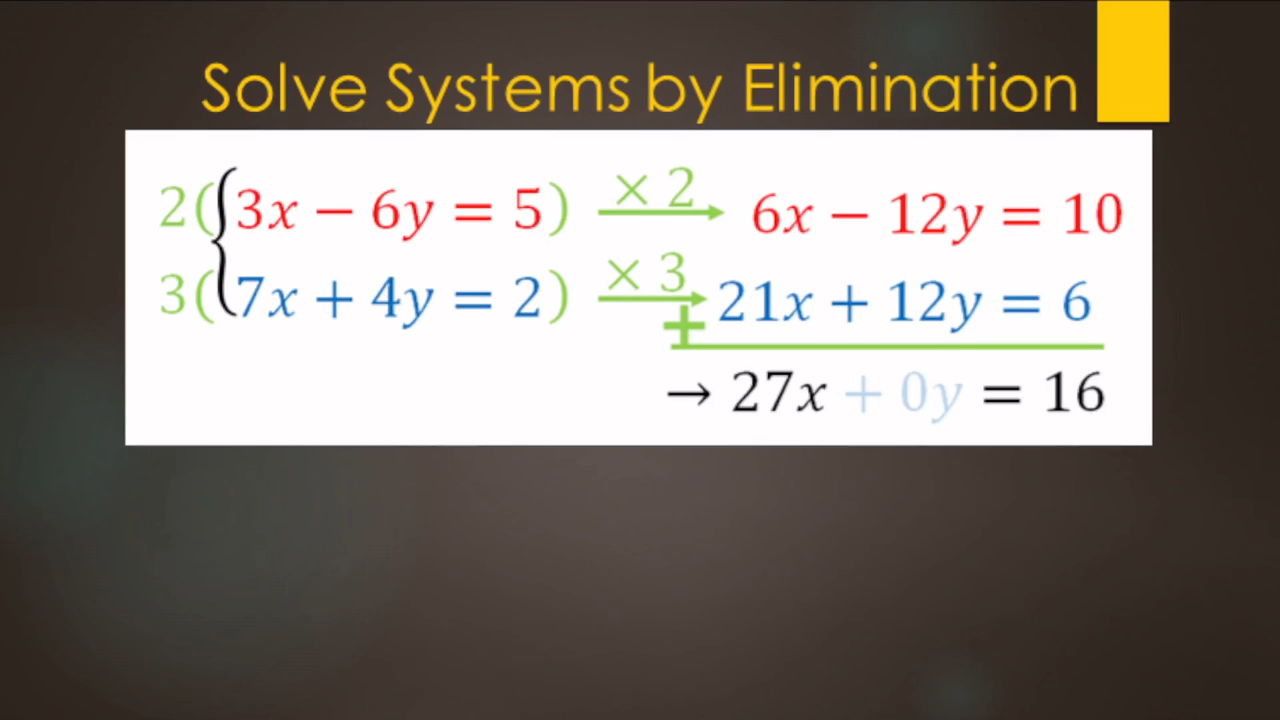 Solve Systems by Elimination
2({3x − 6y = 5) × 2 → 6x − 12y = 10
3({7x + 4y = 2) × 3 → + 21x + 12y = 6
→ 27x + 0y = 16